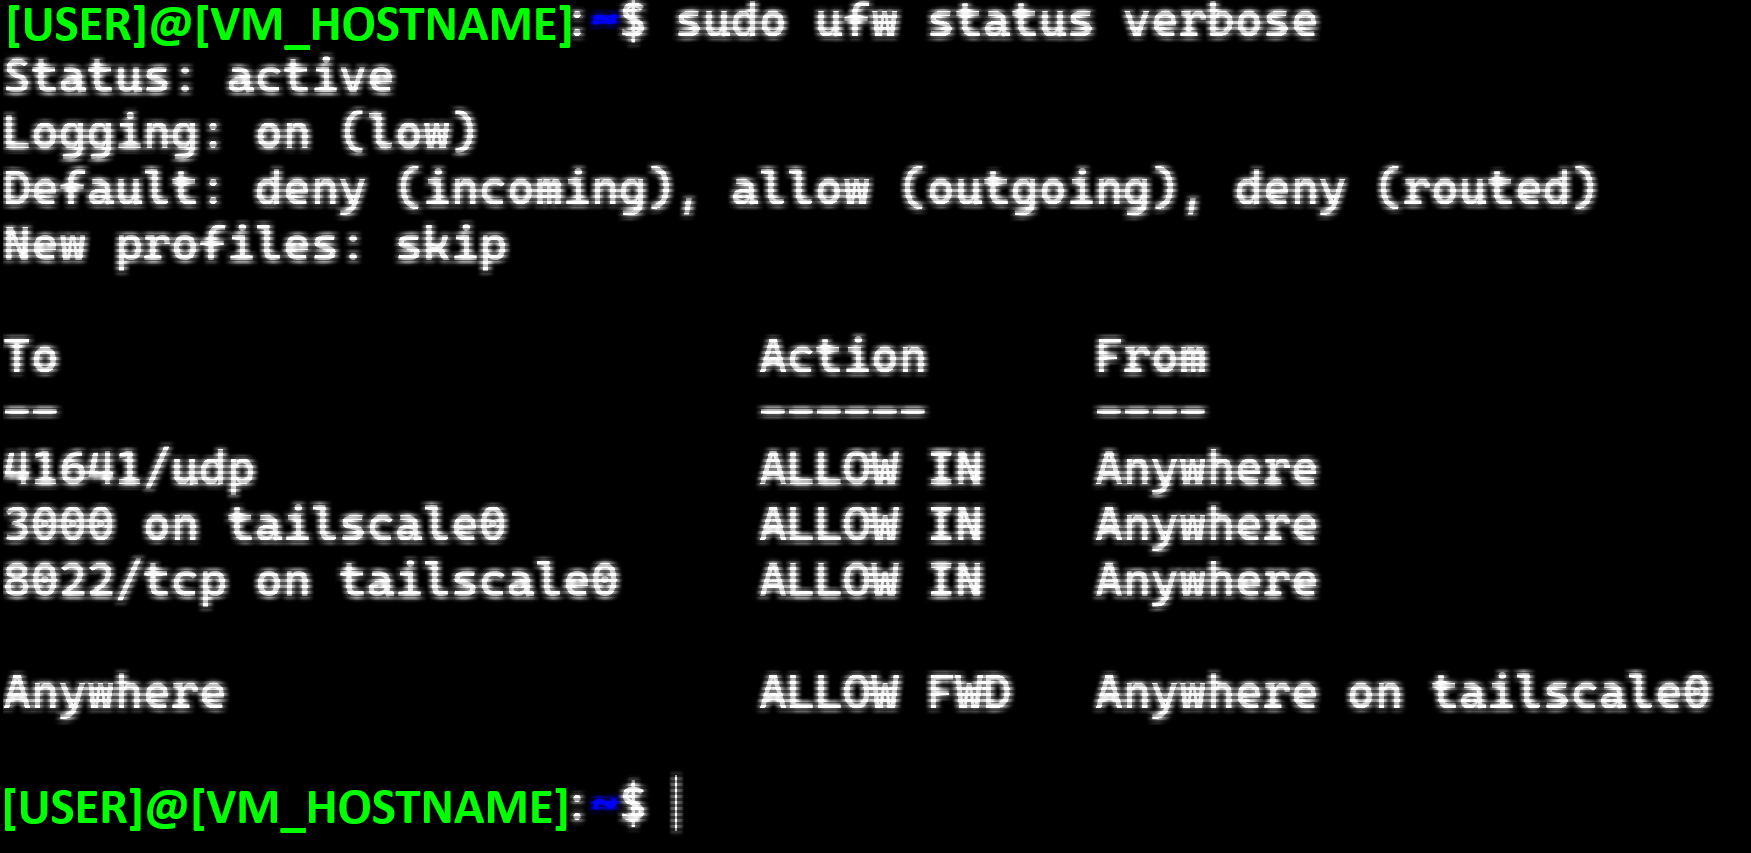 [USER]@[VM_HOSTNAME]:~$ sudo ufw status verbose
Status: active
Logging: on (low)
Default: deny (incoming), allow (outgoing), deny (routed)
New profiles: skip

To                         Action      From
--                         ------      ----
41641/udp                  ALLOW IN    Anywhere
3000 on tailscale0         ALLOW IN    Anywhere
8022/tcp on tailscale0     ALLOW IN    Anywhere

Anywhere                   ALLOW FWD   Anywhere on tailscale0

[USER]@[VM_HOSTNAME]:~$